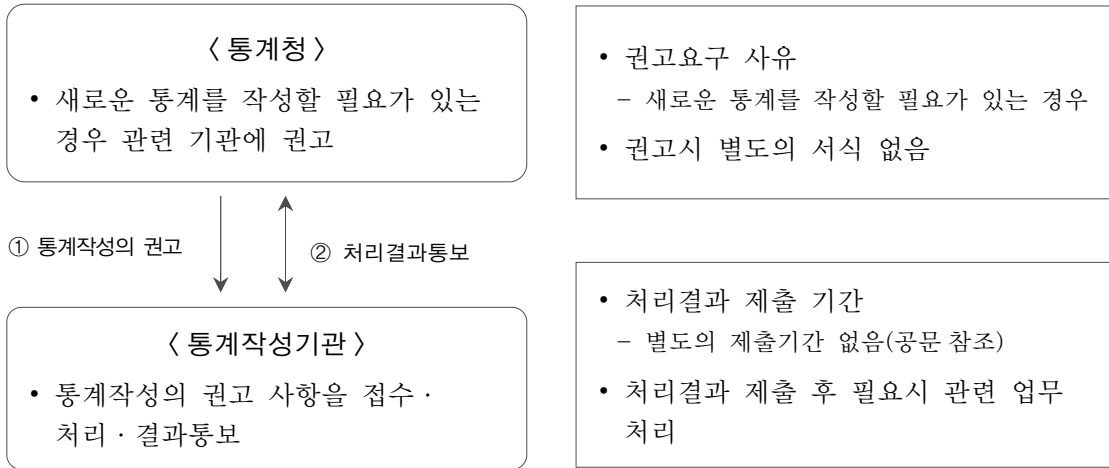 〈 통계청 〉
• 새로운 통계를 작성할 필요가 있는
경우 관련 기관에 권고
• 권고요구 사유
− 새로운 통계를 작성할 필요가 있는 경우
• 권고시 별도의 서식 없음
① 통계작성의 권고
② 처리결과통보
〈 통계작성기관 〉
• 통계작성의 권고 사항을 접수 ·
처리 · 결과통보
• 처리결과 제출 기간
− 별도의 제출기간 없음(공문 참조)
• 처리결과 제출 후 필요시 관련 업무
처리